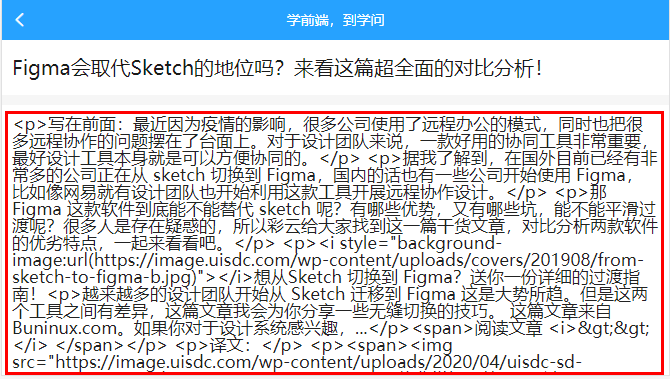 学前端，到学问
Figma会取代Sketch的地位吗？来看这篇超全面的对比分析！
<p>写在前面：最近因为疫情的影响，很多公司使用了远程办公的模式，同时也把很
多远程协作的问题摆在了台面上。对于设计团队来说，一款好用的协同工具非常重要，
最好设计工具本身就是可以方便协同的。</p> <p>据我了解到，在国外目前已经有非
常多的公司正在从 sketch 切换到 Figma，国内的话也有一些公司开始使用 Figma，
比如像网易就有设计团队也开始利用这款工具开展远程协作设计。</p> <p>那
Figma 这款软件到底能不能替代 sketch 呢？有哪些优势，又有哪些坑，能不能平滑过
渡呢？很多人是存在疑惑的，所以彩云给大家找到这一篇干货文章，对比分析两款软件
的优劣特点，一起来看看吧。</p> <p><i style="background-
image:url(https://image.uisdc.com/wp-content/uploads/covers/201908/from-
sketch-to-figma-b.jpg)"></i>想从Sketch 切换到 Figma？送你一份详细的过渡指
南！<p>越来越多的设计团队开始从 Sketch 迁移到 Figma 这是大势所趋。但是这两
个工具之间有差异，这篇文章我会为你分享一些无缝切换的技巧。 这篇文章来自
Buninux.com。如果你对于设计系统感兴趣，...</p><span>阅读文章 <i>&gt;&gt;
</i> </span></p> <p>译文：</p> <p><span><img
src="https://image.uisdc.com/wp-content/uploads/2020/04/uisdc-sd-